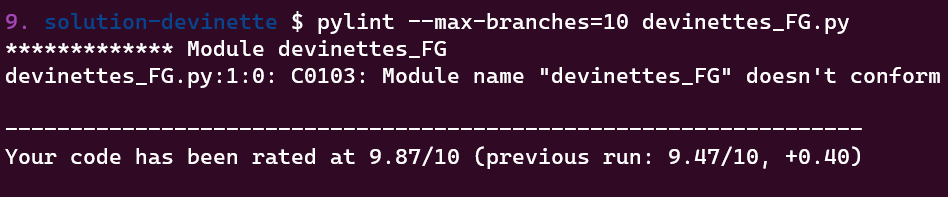 9. solution-devinette $ pylint --max-branches=10 devinettes_FG.py
************* Module devinettes_FG
devinettes_FG.py:1:0: C0103: Module name "devinettes_FG" doesn't conform
------------------------------------------------------------------
Your code has been rated at 9.87/10 (previous run: 9.47/10, +0.40)